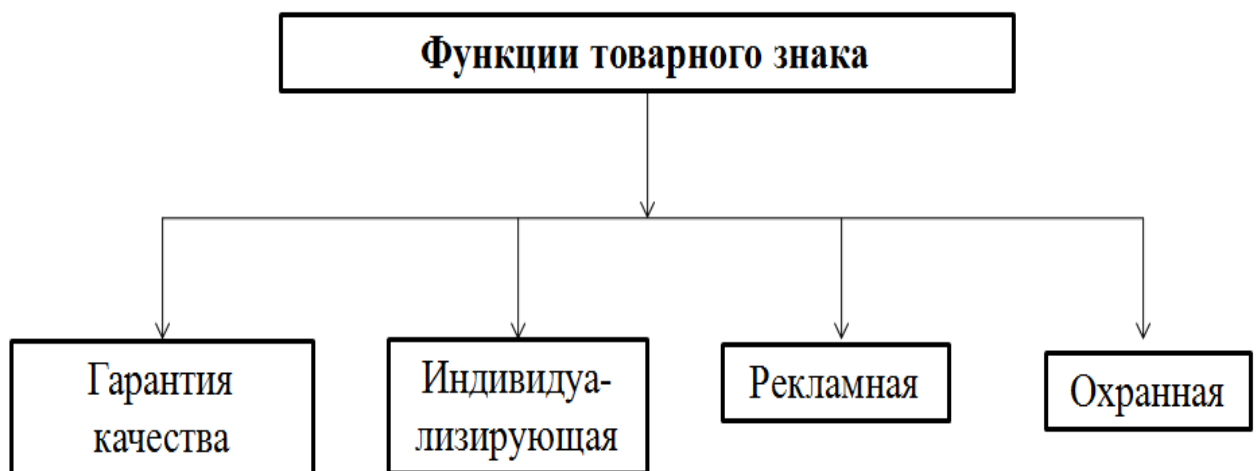 Функции товарного знака
Гарантия
качества
Индивидуа-
лизирующая
Рекламная
Охранная